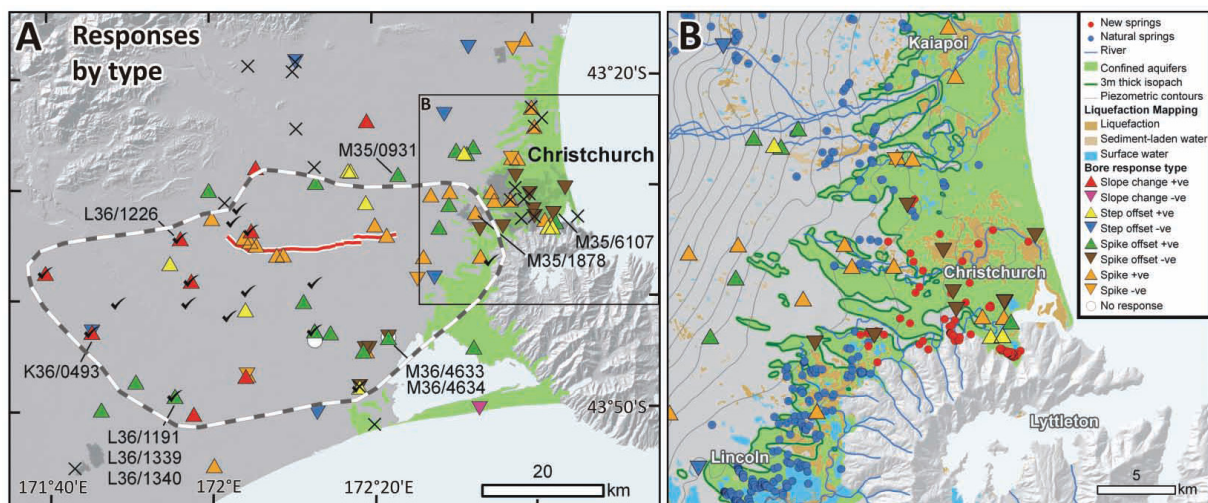 A
Responses
by type
B
Christchurch
43°20'
M35/0931
L36/1226
M35/6107
M35/1878
K36/0493
M36/4633
M36/4634
43°50'
L36/1191
L36/1339
L36/1340
171°40'
172°E
172°20'
20
km
B
Kaiapoi
Christchurch
Lyttleton
Lincoln
5
km
New springs
Natural springs
River
Confined aquifers
3m thick isopach
Piezometric contours
Liquefaction Mapping
Liquefaction
Sediment-laden water
Surface water
Bore response type
Slope change +ve
Slope change -ve
Step offset +ve
Step offset -ve
Spike offset +ve
Spike offset -ve
Spike +ve
Spike -ve
No response